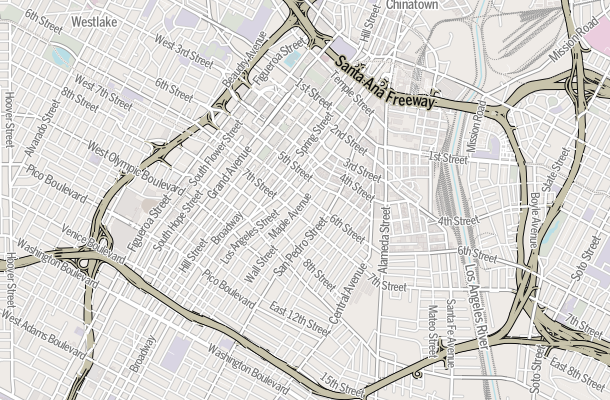 Chinatown
6th Street
Westlake
Hill Street
Mission Road
West 3rd Street
Beaudry Avenue
Figueroa Street
Santa Ana Freeway
West 7th Street
6th Street
1st Street
Temple Street
8th Street
Hoover Street
Alvarado Street
Spring Street
2nd Street
Mission Road
South Flower Street
West Olympic Boulevard
Grand Avenue
5th Street
3rd Street
1st Street
State Street
Pico Boulevard
7th Street
4th Street
Figueroa Street
South Hope Street
Broadway
Maple Avenue
Boyle Avenue
Los Angeles Street
6th Street
Alameda Street
4th Street
Venice Boulevard
Hill Street
San Pedro Street
Wall Street
6th Street
Soto Street
Washington Boulevard
Hoover Street
8th Street
Central Avenue
7th Street
Los Angeles River
Pico Boulevard
East 12th Street
Santa Fe Avenue
Mateo Street
7th Street
West Adams Boulevard
Broadway
Washington Boulevard
15th Street
Soto Street
East 8th Street